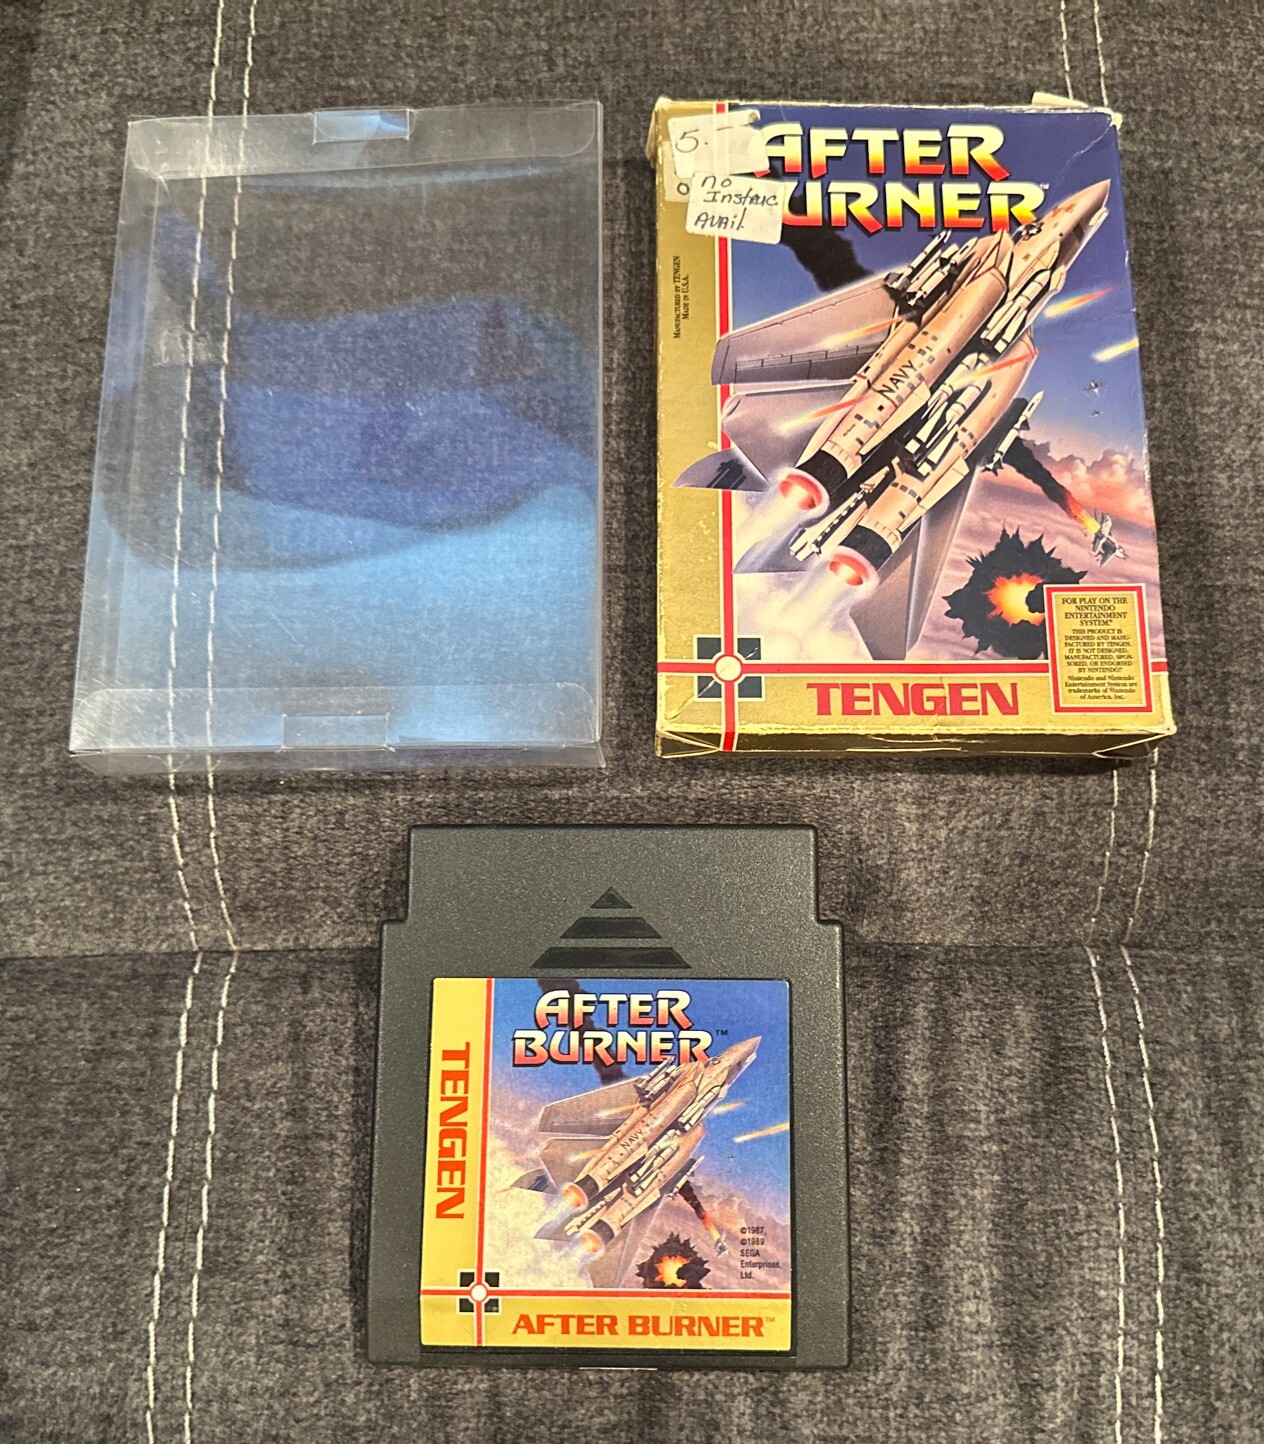 5.-
no
Instruc
Avail.
AFTER
BURNER™
MANUFACTURED BY TENGEN
MADE IN U.S.A.
NAVY
FOR PLAY ON THE
NINTENDO
ENTERTAINMENT
SYSTEM.®
THIS PRODUCT IS
DESIGNED AND MANU-
FACTURED BY TENGEN.
IT IS NOT DESIGNED,
MANUFACTURED, SPON-
SORED, OR ENDORSED
BY NINTENDO.®
Nintendo and Nintendo
Entertainment System are
trademarks of Nintendo
of America, Inc.
TENGEN
AFTER
BURNER™
TENGEN
NAVY
©1987,
©1989
SEGA
Enterprises,
Ltd.
AFTER BURNER™